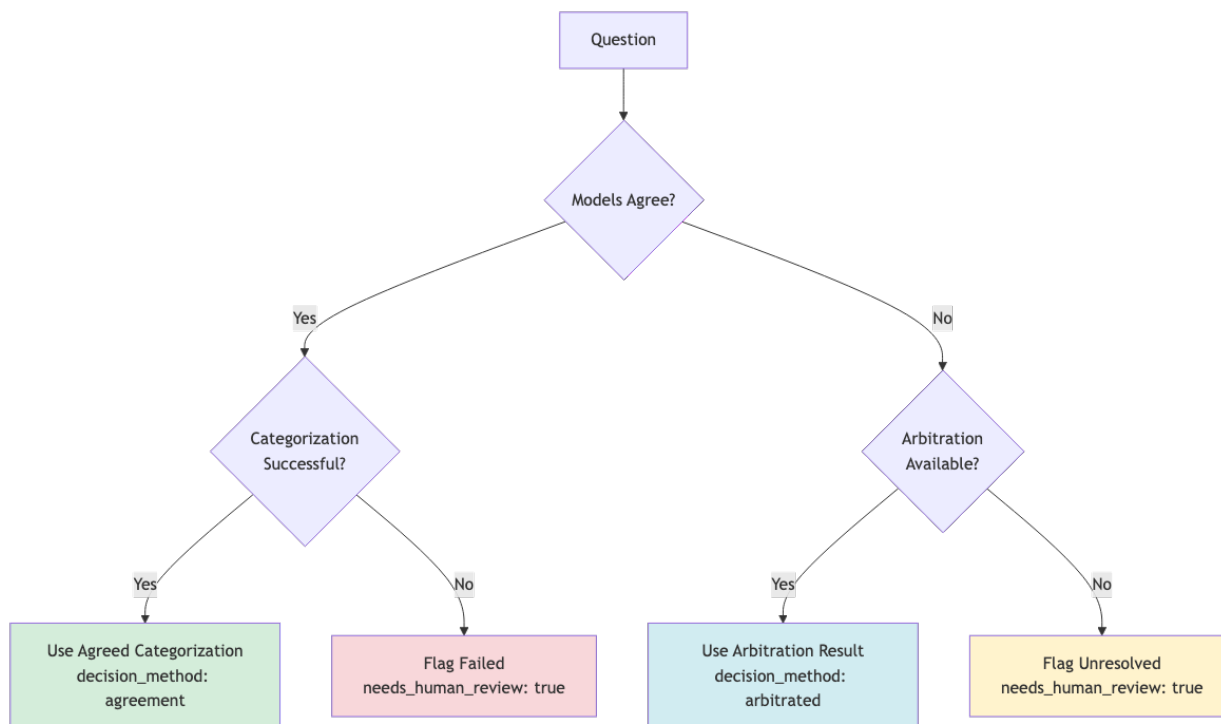 Question
Models Agree?
Yes
No
Categorization
Successful?
Arbitration
Available?
Yes
No
Yes
No
Use Agreed Categorization
decision_method:
agreement
Flag Failed
needs_human_review: true
Use Arbitration Result
decision_method:
arbitrated
Flag Unresolved
needs_human_review: true